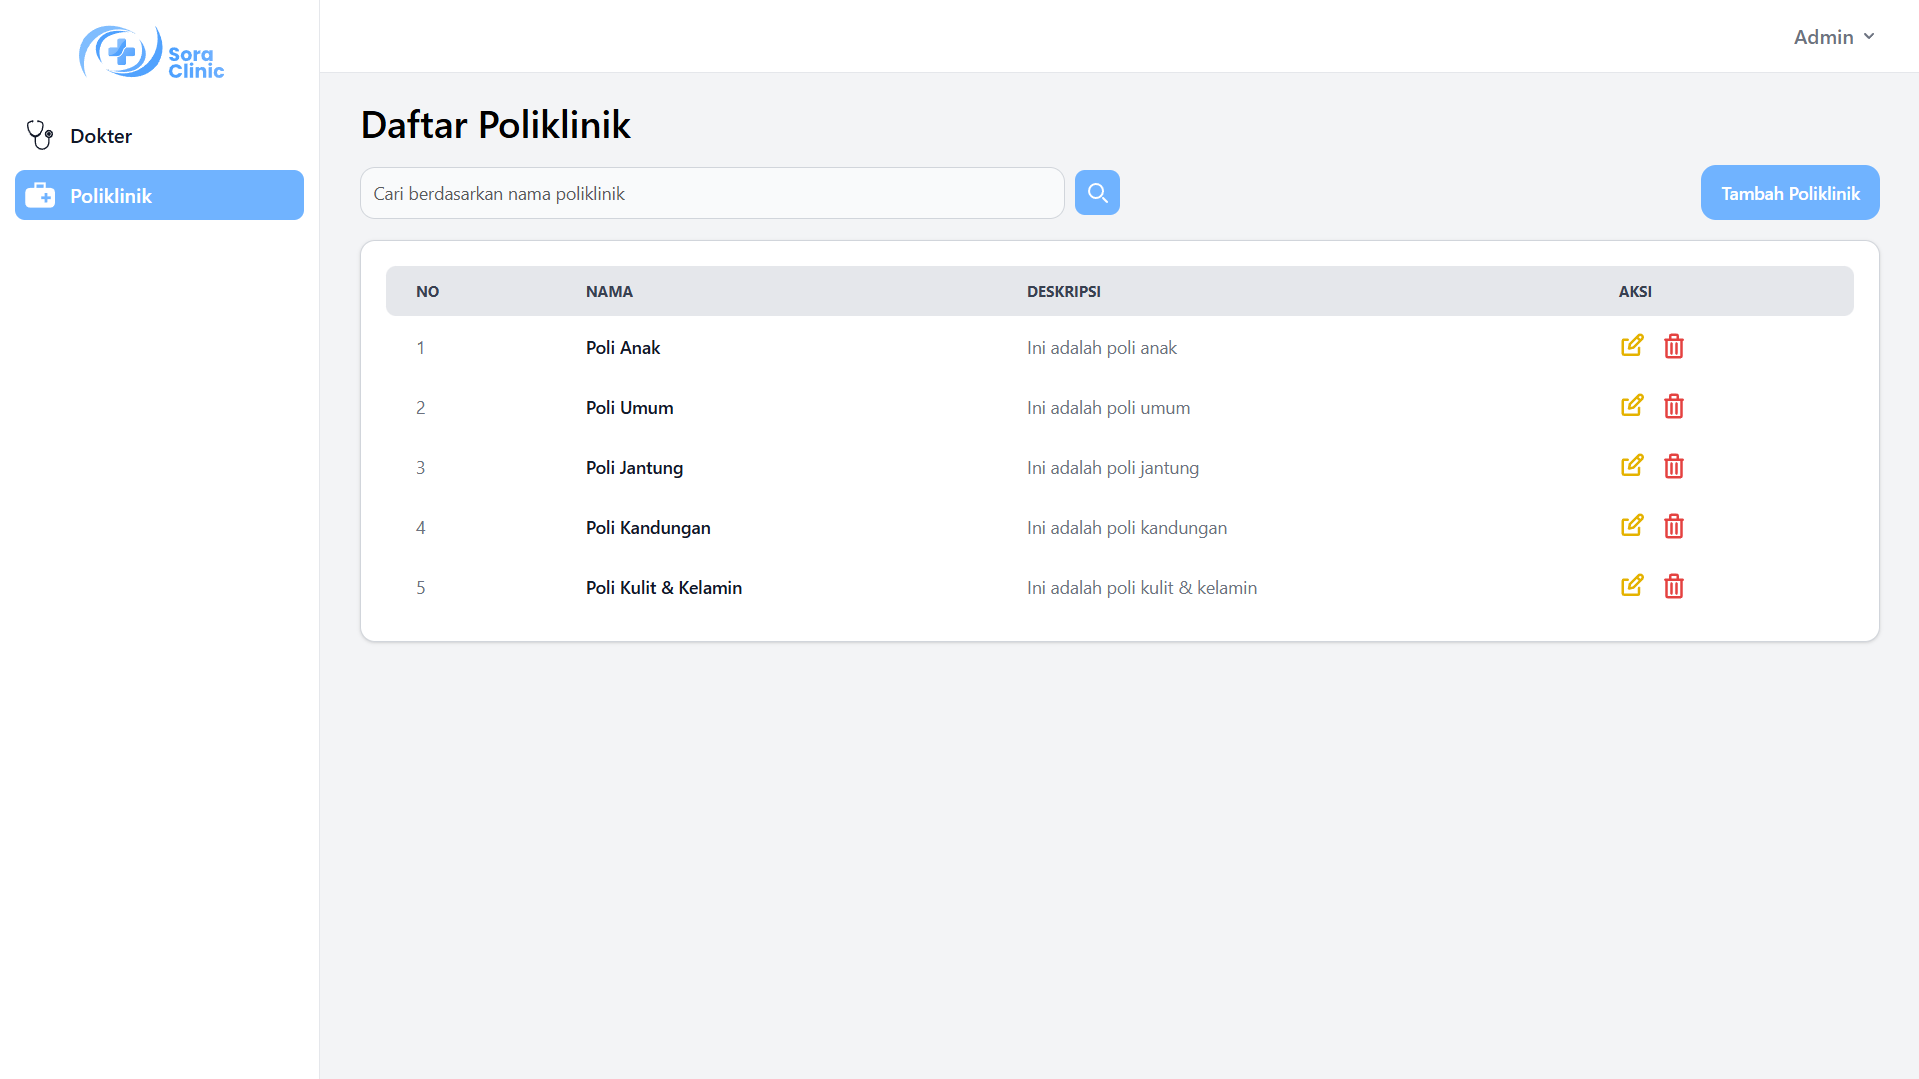 Sora
Clinic
Admin
Dokter
Poliklinik
Daftar Poliklinik
Cari berdasarkan nama poliklinik
Tambah Poliklinik
NO NAMA DESKRIPSI AKSI
1 Poli Anak Ini adalah poli anak
2 Poli Umum Ini adalah poli umum
3 Poli Jantung Ini adalah poli jantung
4 Poli Kandungan Ini adalah poli kandungan
5 Poli Kulit & Kelamin Ini adalah poli kulit & kelamin